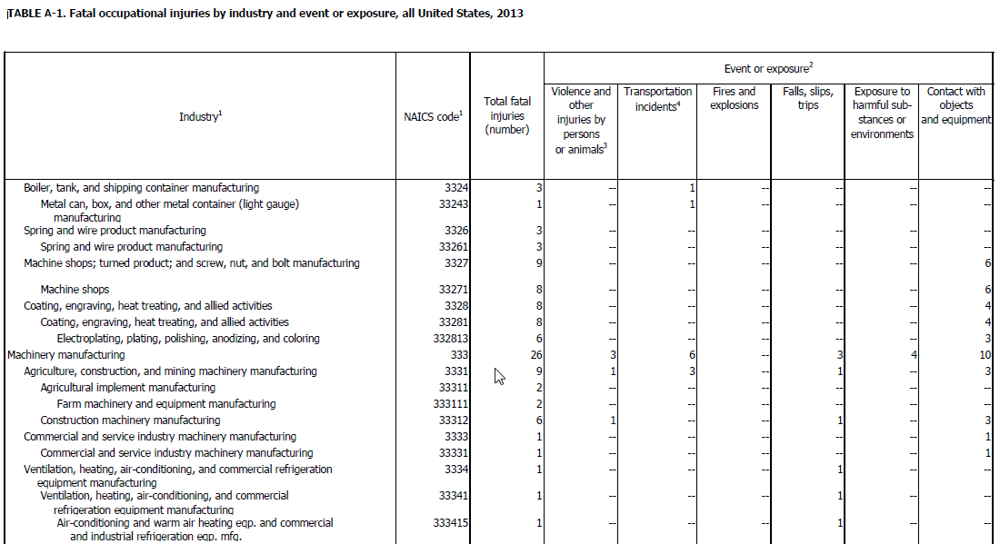 TABLE A-1. Fatal occupational injuries by industry and event or exposure, all United States, 2013
Event or exposure2
Industry1
NAICS code1
Total fatal
injuries
(number)
Violence and
other
injuries by
persons
or animals3
Transportation
incidents4
Fires and
explosions
Falls, slips,
trips
Exposure to
harmful sub-
stances or
environments
Contact with
objects
and equipment
Boiler, tank, and shipping container manufacturing 3324 3 -- 1 -- -- -- --
Metal can, box, and other metal container (light gauge) 33243 1 -- 1 -- -- -- --
manufacturing
Spring and wire product manufacturing 3326 3 -- -- -- -- -- --
Spring and wire product manufacturing 33261 3 -- -- -- -- -- --
Machine shops; turned product; and screw, nut, and bolt manufacturing 3327 9 -- -- -- -- -- 6
Machine shops 33271 8 -- -- -- -- -- 6
Coating, engraving, heat treating, and allied activities 3328 8 -- -- -- -- -- 4
Coating, engraving, heat treating, and allied activities 33281 8 -- -- -- -- -- 4
Electroplating, plating, polishing, anodizing, and coloring 332813 6 -- -- -- -- -- 3
Machinery manufacturing 333 26 3 6 -- 3 4 10
Agriculture, construction, and mining machinery manufacturing 3331 9 1 3 -- 1 -- 3
Agricultural implement manufacturing 33311 2 -- -- -- -- -- --
Farm machinery and equipment manufacturing 333111 2 -- -- -- -- -- --
Construction machinery manufacturing 33312 6 1 -- -- 1 -- 3
Commercial and service industry machinery manufacturing 3333 1 -- -- -- -- -- 1
Commercial and service industry machinery manufacturing 33331 1 -- -- -- -- -- 1
Ventilation, heating, air-conditioning, and commercial refrigeration 3334 1 -- -- -- 1 -- --
equipment manufacturing
Ventilation, heating, air-conditioning, and commercial 33341 1 -- -- -- 1 -- --
refrigeration equipment manufacturing
Air-conditioning and warm air heating eqp. and commercial 333415 1 -- -- -- 1 -- --
and industrial refrigeration eqp. mfg.